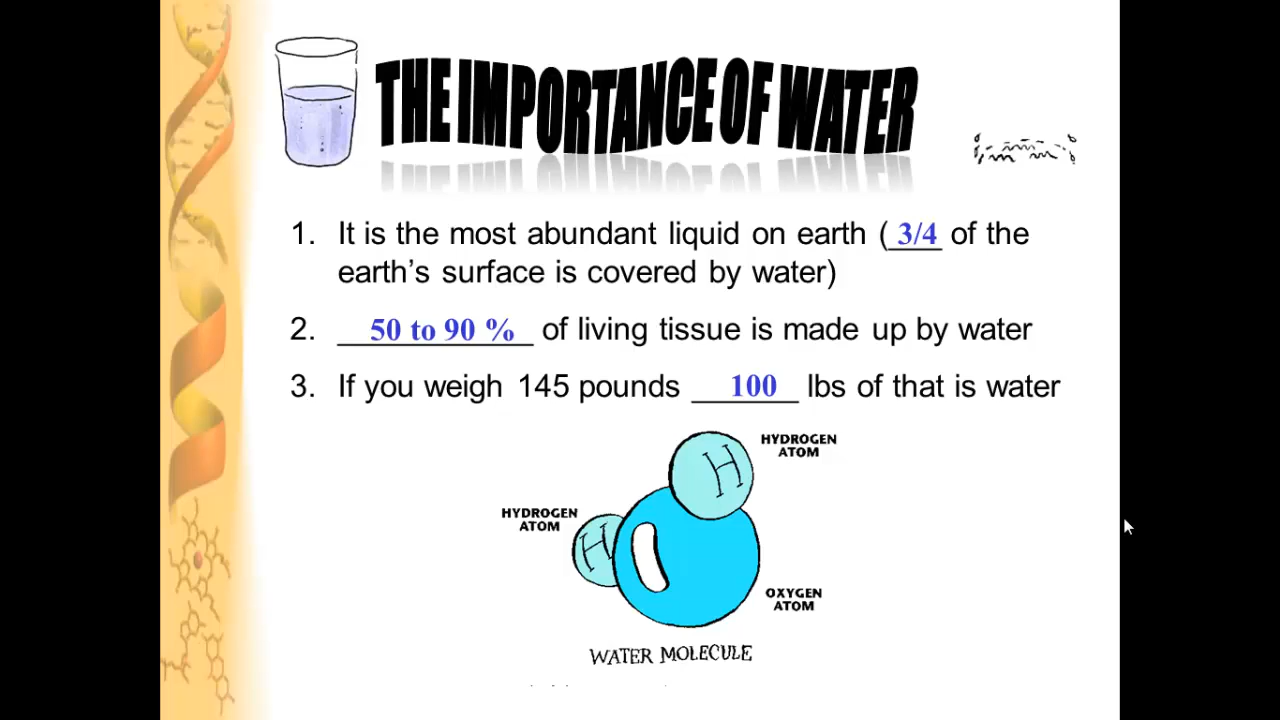 THE IMPORTANCE OF WATER
1. It is the most abundant liquid on earth (3/4 of the
earth's surface is covered by water)
2. 50 to 90 % of living tissue is made up by water
3. If you weigh 145 pounds 100 lbs of that is water
HYDROGEN
ATOM
H
HYDROGEN
ATOM
H
OXYGEN
ATOM
WATER MOLECULE